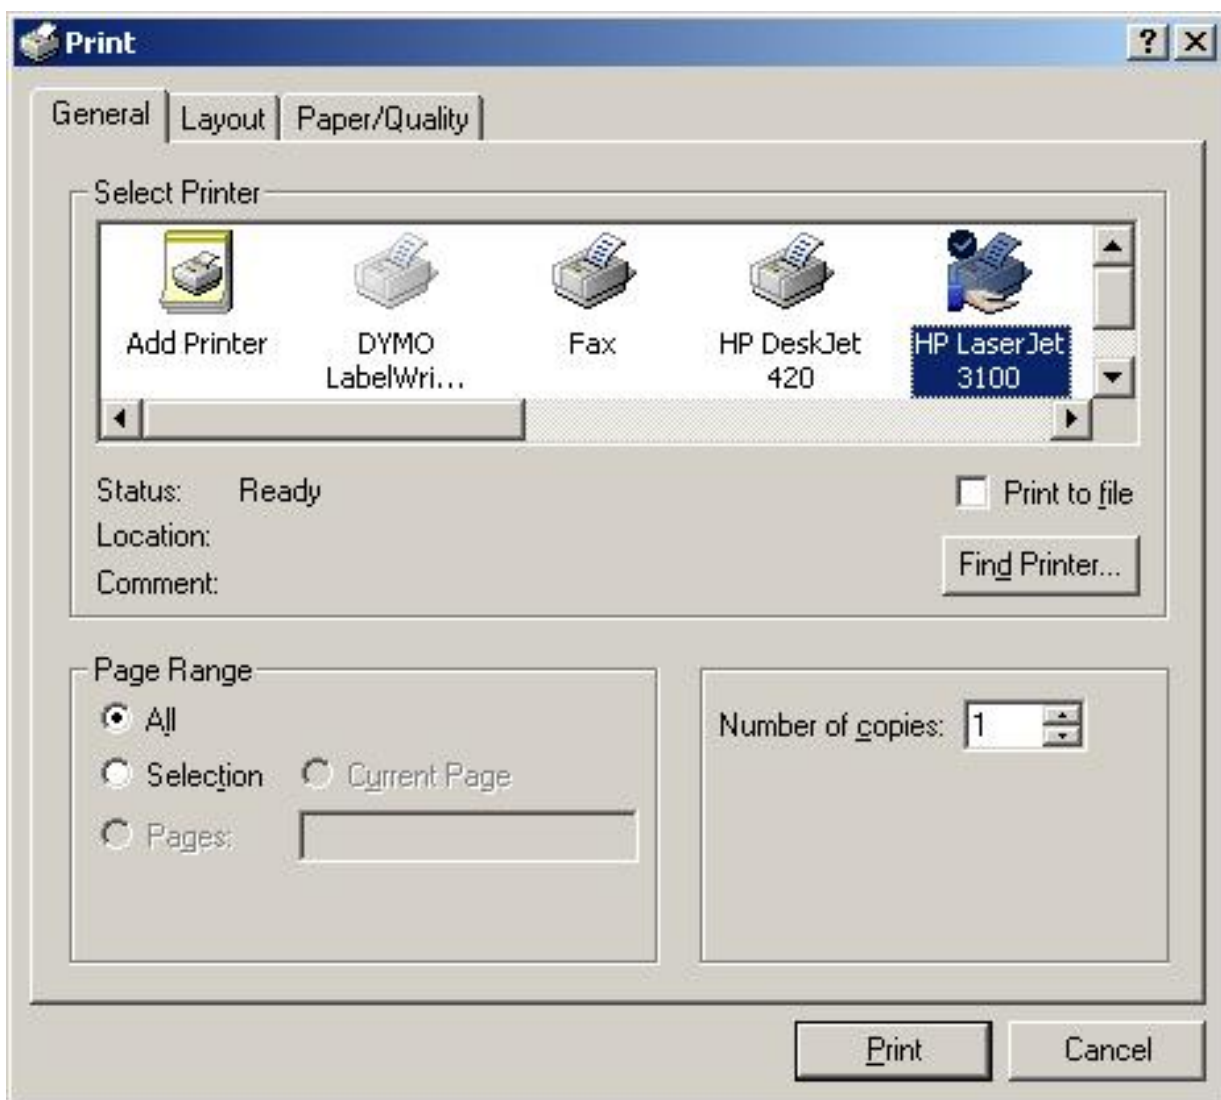 Print
General Layout Paper/Quality
Select Printer
Add Printer
DYMO
LabelWri...
Fax
HP DeskJet
420
HP LaserJet
3100
Status: Ready
Print to file
Location:
Find Printer...
Comment:
Page Range
All
Selection Current Page
Pages:
Number of copies: 1
Print Cancel